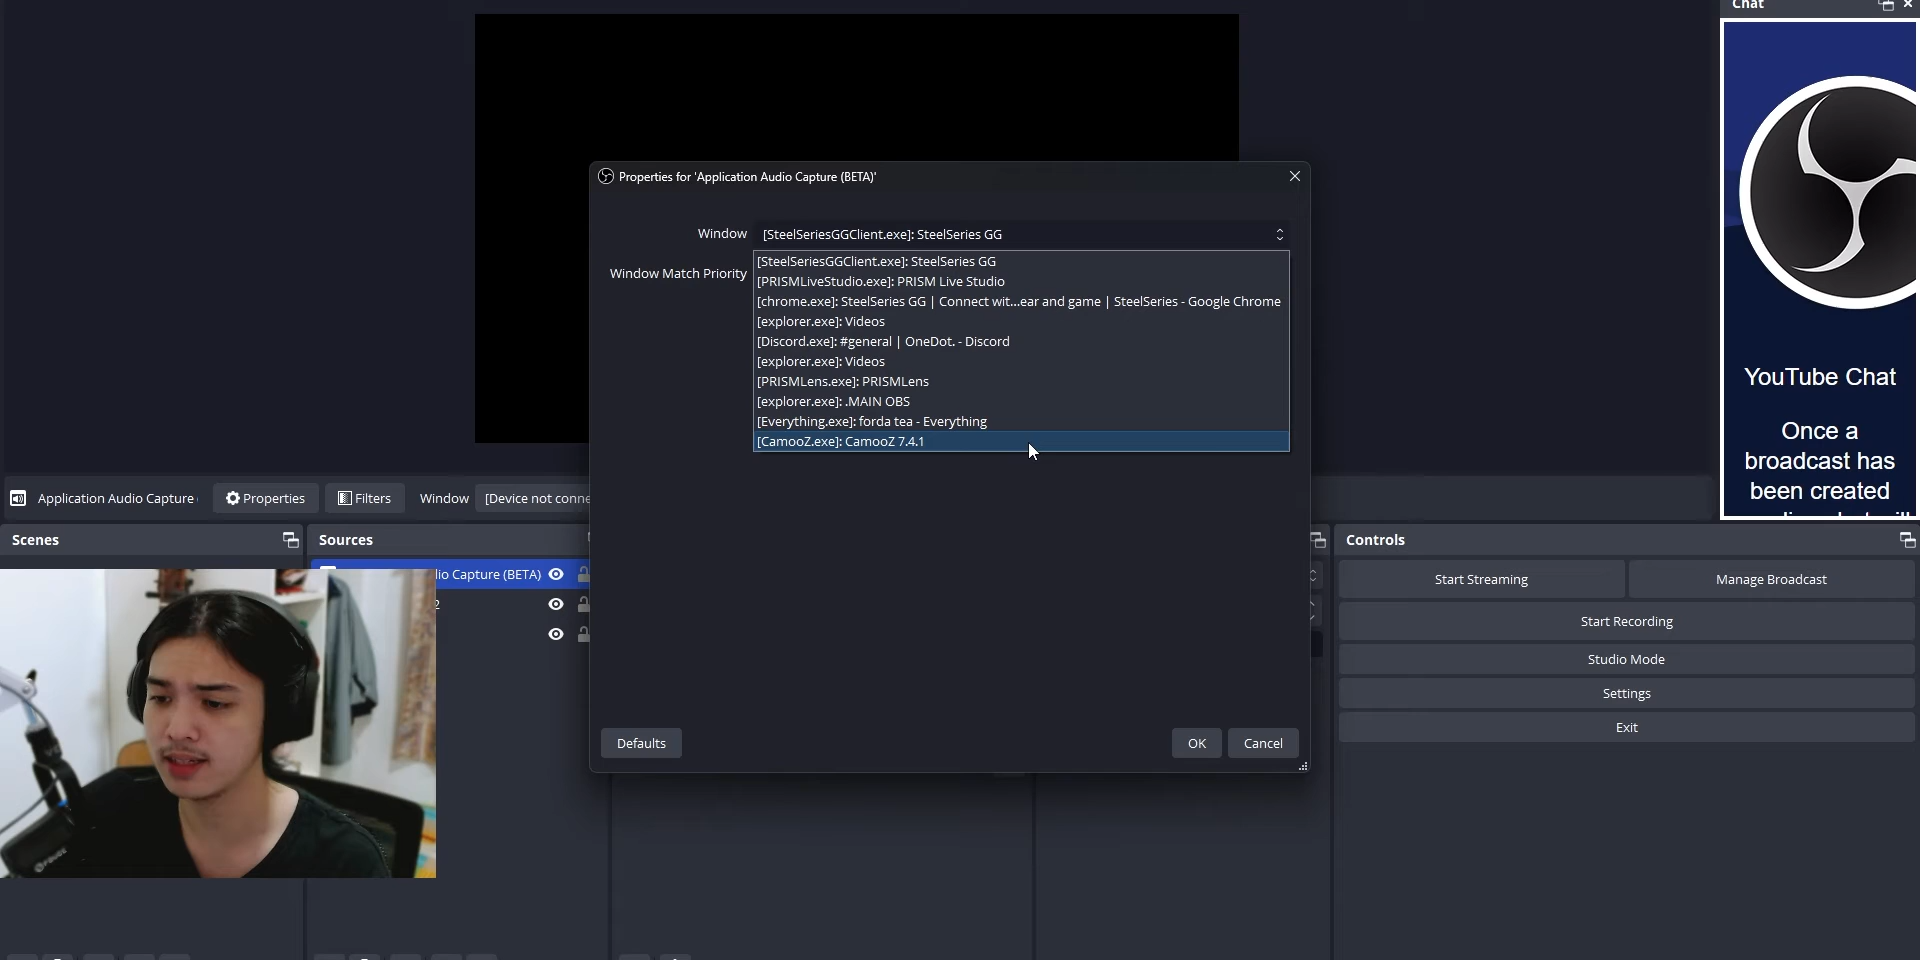 Chat
Properties for 'Application Audio Capture (BETA)'
Window
[SteelSeriesGGClient.exe]: SteelSeries GG
Window Match Priority
[SteelSeriesGGClient.exe]: SteelSeries GG
[PRISMLiveStudio.exe]: PRISM Live Studio
[chrome.exe]: SteelSeries GG | Connect wit...ear and game | SteelSeries - Google Chrome
[explorer.exe]: Videos
[Discord.exe]: #general | OneDot. - Discord
[explorer.exe]: Videos
[PRISMLens.exe]: PRISMLens
[explorer.exe]: .MAIN OBS
[Everything.exe]: forda tea - Everything
[CamooZ.exe]: CamooZ 7.4.1
YouTube Chat
Once a
broadcast has
been created
Application Audio Capture
Properties
Filters
Window
[Device not conne
Scenes
Sources
Controls
dio Capture (BETA)
2
Start Streaming
Manage Broadcast
Start Recording
Studio Mode
Settings
Exit
Defaults
OK
Cancel